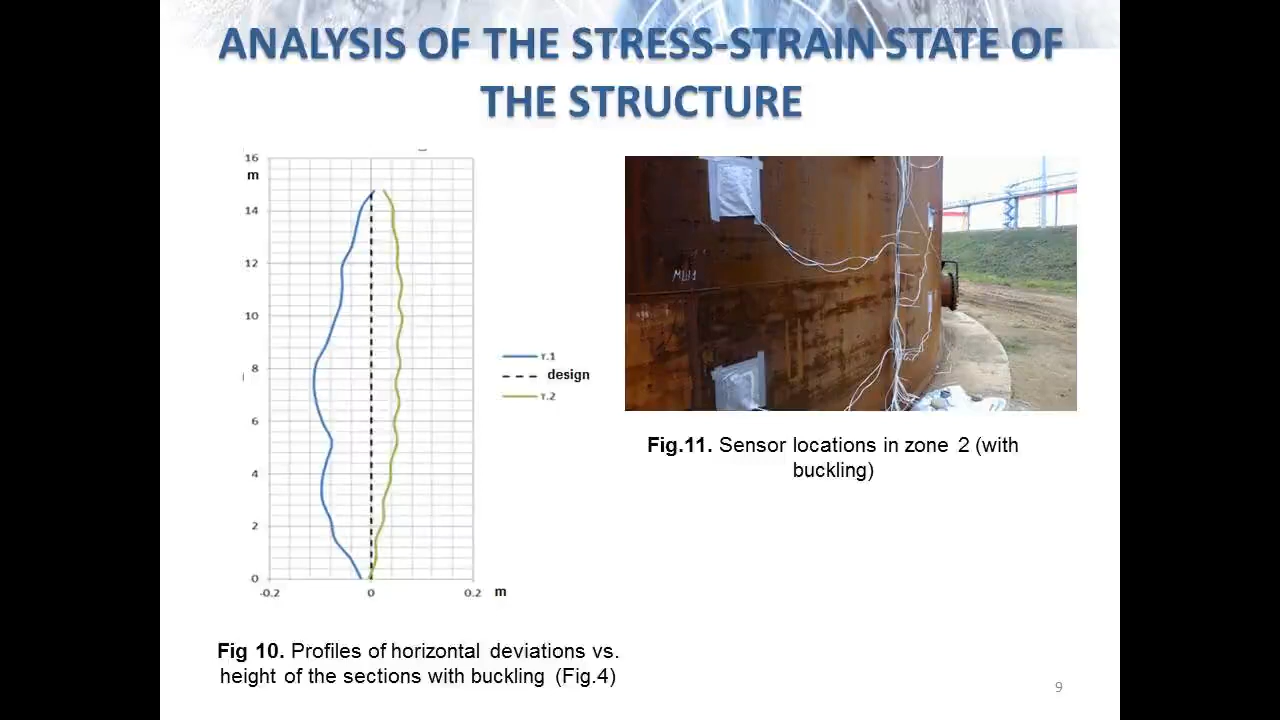 ANALYSIS OF THE STRESS-STRAIN STATE OF
THE STRUCTURE
16
m
14
12
10
8
6
4
2
0
-0.2
0
0.2
m
т.1
design
т.2
Fig 10. Profiles of horizontal deviations vs.
height of the sections with buckling (Fig.4)
Fig.11. Sensor locations in zone 2 (with
buckling)
9